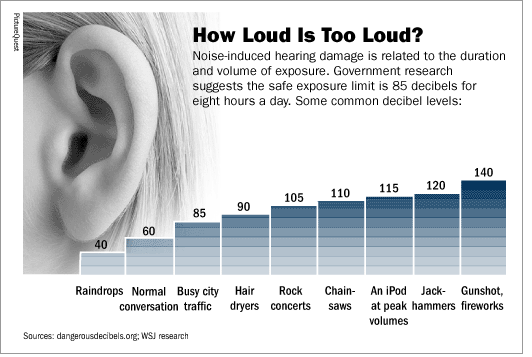 PictureQuest
How Loud Is Too Loud?
Noise-induced hearing damage is related to the duration
and volume of exposure. Government research
suggests the safe exposure limit is 85 decibels for
eight hours a day. Some common decibel levels:
40
60
85
90
105
110
115
120
140
Raindrops
Normal
conversation
Busy city
traffic
Hair
dryers
Rock
concerts
Chain-
saws
An iPod
at peak
volumes
Jack-
hammers
Gunshot,
fireworks
Sources: dangerousdecibels.org; WSJ research